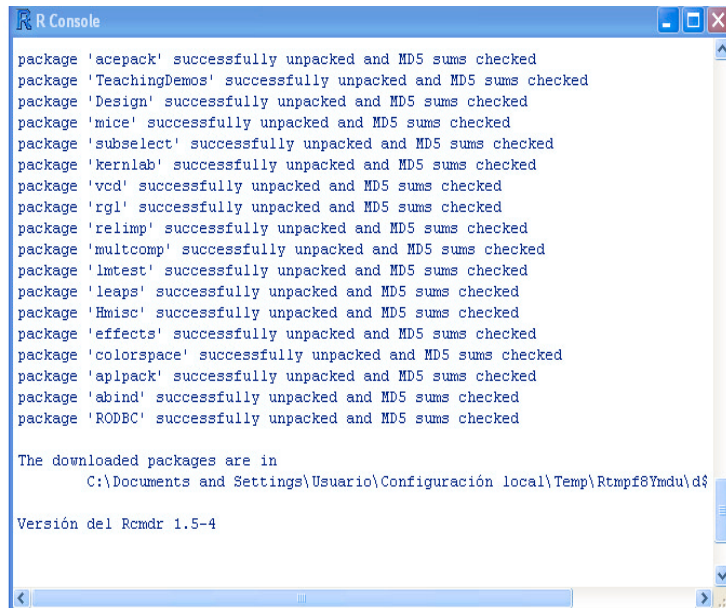 R Console
package 'acepack' successfully unpacked and MD5 sums checked
package 'TeachingDemos' successfully unpacked and MD5 sums checked
package 'Design' successfully unpacked and MD5 sums checked
package 'mice' successfully unpacked and MD5 sums checked
package 'subselect' successfully unpacked and MD5 sums checked
package 'kernlab' successfully unpacked and MD5 sums checked
package 'vcd' successfully unpacked and MD5 sums checked
package 'rgl' successfully unpacked and MD5 sums checked
package 'relimp' successfully unpacked and MD5 sums checked
package 'multcomp' successfully unpacked and MD5 sums checked
package 'lmtest' successfully unpacked and MD5 sums checked
package 'leaps' successfully unpacked and MD5 sums checked
package 'Hmisc' successfully unpacked and MD5 sums checked
package 'effects' successfully unpacked and MD5 sums checked
package 'colorspace' successfully unpacked and MD5 sums checked
package 'aplpack' successfully unpacked and MD5 sums checked
package 'abind' successfully unpacked and MD5 sums checked
package 'RODBC' successfully unpacked and MD5 sums checked
The downloaded packages are in
C:\Documents and Settings\Usuario\Configuración local\Temp\Rtmpf8Ymdu\d$
Versión del Rcmdr 1.5-4